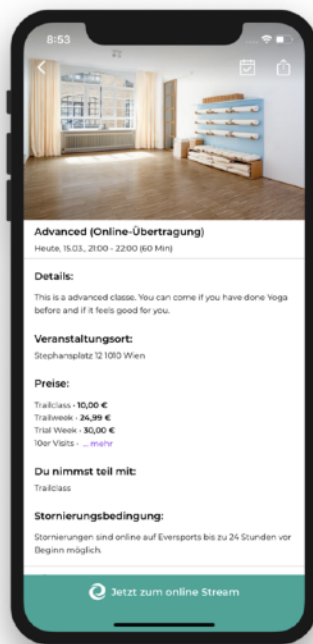 8:53
Advanced (Online-Übertragung)
Heute, 15.03., 21:00 - 22:00 (60 Min)
Details:
This is a advanced classe. You can come if you have done Yoga
before and if it feels good for you.
Veranstaltungsort:
Stephansplatz 12 1010 Wien
Preise:
Trailclass - 10,00 €
Trailweek - 24,99 €
Trial Week - 30,00 €
10er Visits - ... mehr
Du nimmst teil mit:
Trailclass
Stornierungsbedingung:
Stornierungen sind online auf Eversports bis zu 24 Stunden vor
Beginn möglich.
Jetzt zum online Stream